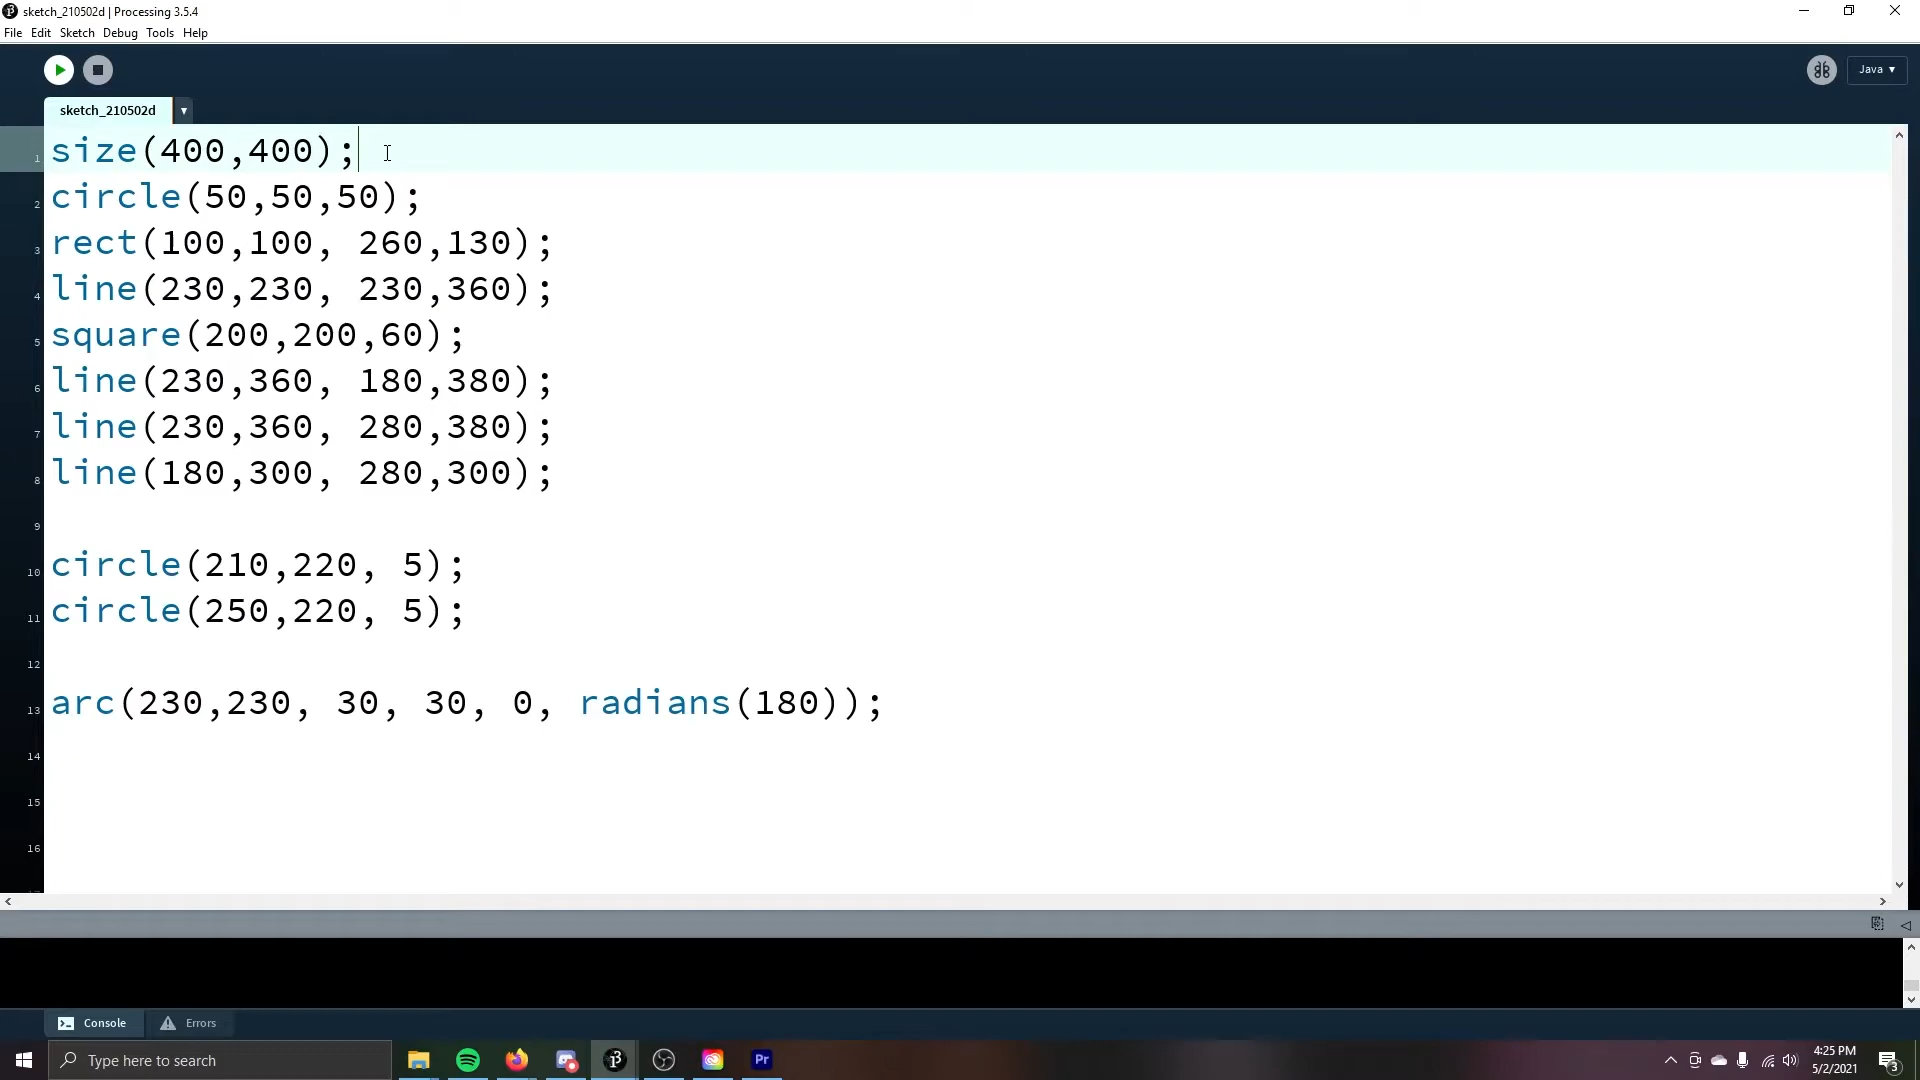 sketch_210502d | Processing 3.5.4
File Edit Sketch Debug Tools Help
Java ▾
sketch_210502d
1 size(400,400);
2 circle(50,50,50);
3 rect(100,100, 260,130);
4 line(230,230, 230,360);
5 square(200,200,60);
6 line(230,360, 180,380);
7 line(230,360, 280,380);
8 line(180,300, 280,300);
9
10 circle(210,220, 5);
11 circle(250,220, 5);
12
13 arc(230,230, 30, 30, 0, radians(180));
14
15
16
Console Errors
Type here to search
Pr
4:25 PM
5/2/2021
3